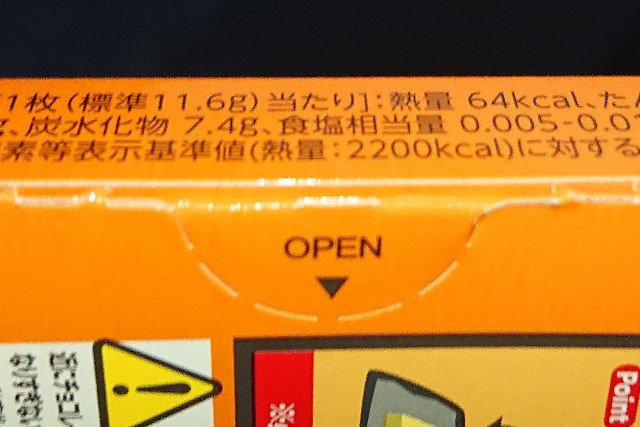 1枚(標準11.6g)当たり]:熱量 64kcal、た
炭水化物 7.4g、食塩相当量 0.005-0.0
素等表示基準値(熱量:2200kcal)に対する
OPEN
Point
※